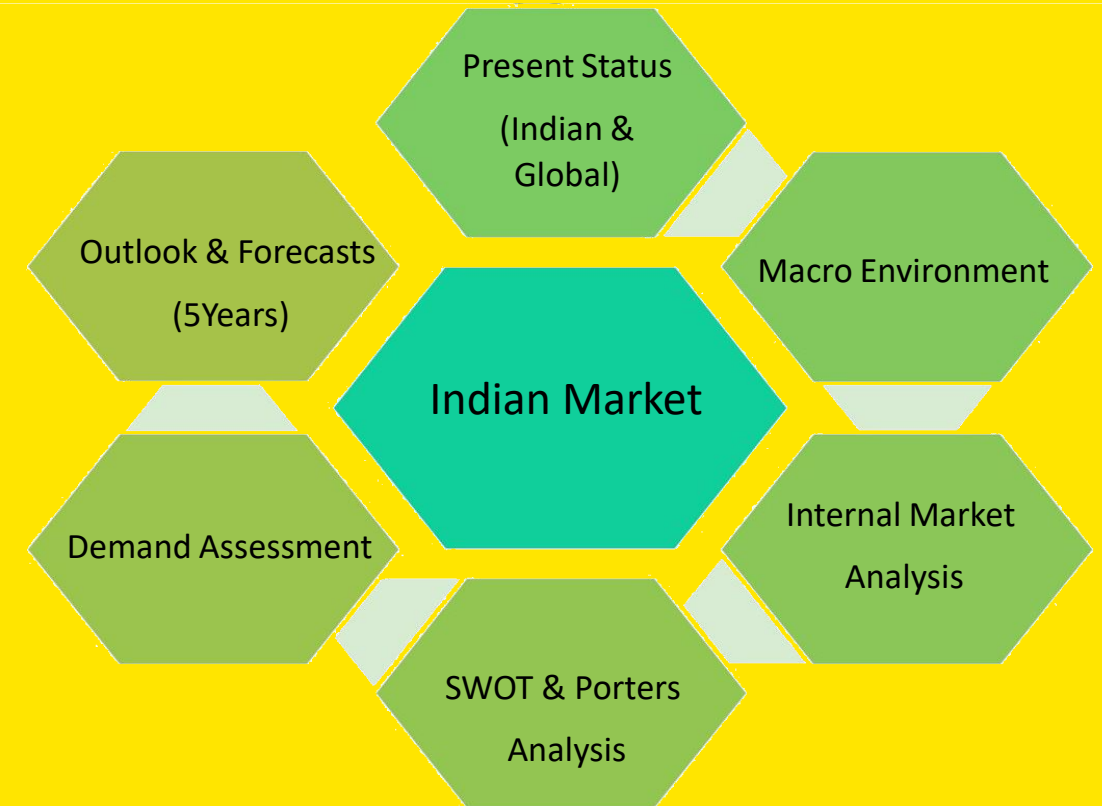 Present Status
(Indian &
Global)
Outlook & Forecasts
(5Years)
Macro Environment
Indian Market
Internal Market
Analysis
Demand Assessment
SWOT & Porters
Analysis